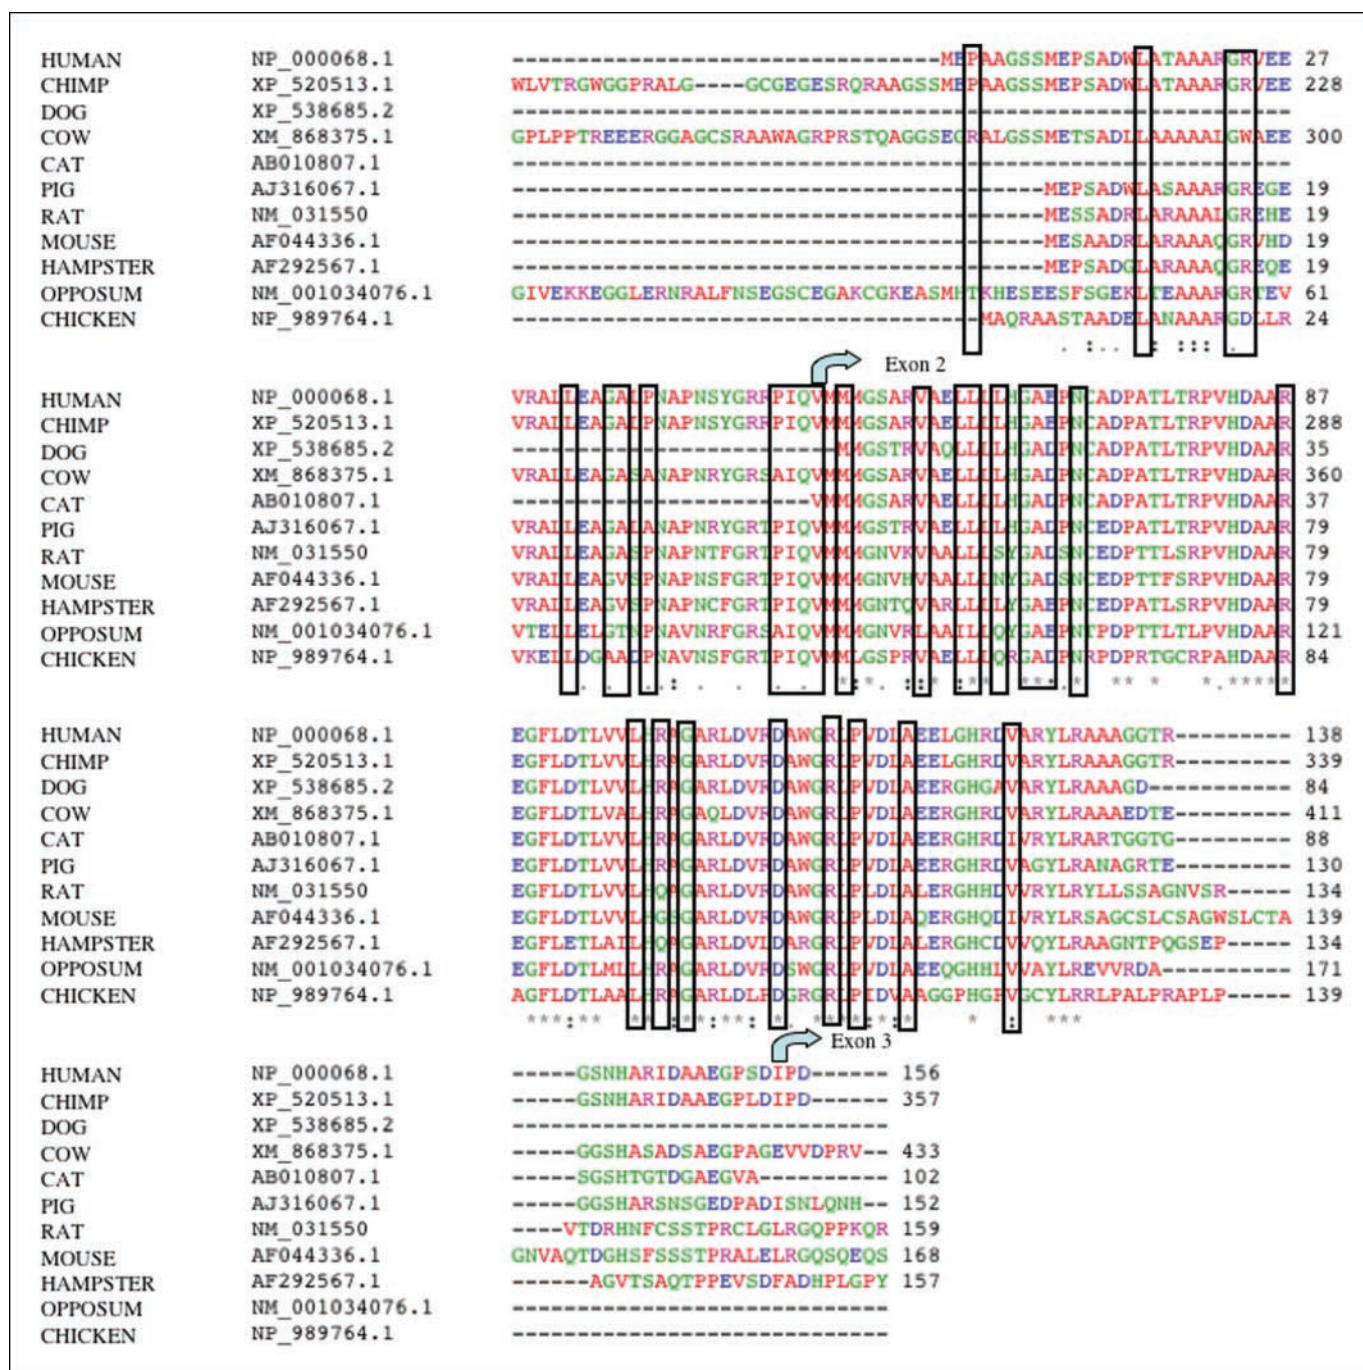 HUMAN NP_000068.1 ---------------------------------MEPAAGSSMEPSADWLATAAARGRVEE 27
CHIMP XP_520513.1 WLVTRGWGGPRALG----GCGEGESRQRAAGSSMEPAAGSSMEPSADWLATAAARGRVEE 228
DOG XP_538685.2 ------------------------------------------------------------
COW XM_868375.1 GPLPPTREEERGGAGCSRAAWAGRPRSTQAGGSEGRALGSSMETSADLLAAAAALGWAEE 300
CAT AB010807.1 ------------------------------------------------------------
PIG AJ316067.1 -----------------------------------------MEPSADWLASAAARGREGE 19
RAT NM_031550 -----------------------------------------MESSADRLARAAALGREHE 19
MOUSE AF044336.1 -----------------------------------------MESAADRLARAAAQGRVHD 19
HAMPSTER AF292567.1 -----------------------------------------MEPSADGLARAAAQGREQE 19
OPPOSUM NM_001034076.1 GIVEKKEGGLERNRALFNSEGSCEGAKCGKEASMHTKHESEESFSGEKLTEAAARGRTEV 61
CHICKEN NP_989764.1 ------------------------------------MAQRAASTAADELANAAARGDLLR 24
. :.. : ::: .
Exon 2
HUMAN NP_000068.1 VRALLEAGALPNAPNSYGRRPIQVMMMGSARVAELLLLHGAEPNCADPATLTRPVHDAAR 87
CHIMP XP_520513.1 VRALLEAGALPNAPNSYGRRPIQVMMMGSARVAELLLLHGAEPNCADPATLTRPVHDAAR 288
DOG XP_538685.2 -------------------------MMGSTRVAQLLLLHGADPNCADPATLTRPVHDAAR 35
COW XM_868375.1 VRALLEAGASANAPNRYGRSAIQVMMMGSARVAELLLLHGADPNCADPATLTRPVHDAAR 360
CAT AB010807.1 -----------------------VMMMGSARVAELLLLHGADPNCADPATLTRPVHDAAR 37
PIG AJ316067.1 VRALLEAGALANAPNRYGRTPIQVMMMGSTRVAELLLLHGADPNCEDPATLTRPVHDAAR 79
RAT NM_031550 VRALLEAGASPNAPNTFGRTPIQVMMMGNVKVAALLLSYGADSNCEDPTTLSRPVHDAAR 79
MOUSE AF044336.1 VRALLEAGVSPNAPNSFGRTPIQVMMMGNVHVAALLLNYGADSNCEDPTTFSRPVHDAAR 79
HAMPSTER AF292567.1 VRALLEAGVSPNAPNCFGRTPIQVMMMGNTQVARLLLLYGAEPNCEDPATLSRPVHDAAR 79
OPPOSUM NM_001034076.1 VTELLELGTNPNAVNRFGRSAIQVMMMGNVRLAAILLQYGAEPNTPDPTTLTLPVHDAAR 121
CHICKEN NP_989764.1 VKELLDGAADPNAVNSFGRTPIQVMMLGSPRVAELLLQRGADPNRPDPRTGCRPAHDAAR 84
. . . : . . . . *:*. ::* :** **:.* ** * *.*****
HUMAN NP_000068.1 EGFLDTLVVLHRAGARLDVRDAWGRLPVDLAEELGHRDVARYLRAAAGGTR--------- 138
CHIMP XP_520513.1 EGFLDTLVVLHRAGARLDVRDAWGRLPVDLAEELGHRDVARYLRAAAGGTR--------- 339
DOG XP_538685.2 EGFLDTLVVLHRAGARLDVRDAWGRLPVDLAEERGHGAVARYLRAAAGD----------- 84
COW XM_868375.1 EGFLDTLVALHRAGAQLDVRDAWGRLPVDLAEERGHRDVARYLRAAAEDTE--------- 411
CAT AB010807.1 EGFLDTLVVLHRAGARLDVRDAWGRLPVDLAEERGHRDIVRYLRARTGGTG--------- 88
PIG AJ316067.1 EGFLDTLVVLHRAGARLDVRDAWGRLPVDLAEERGHRDVAGYLRANAGRTE--------- 130
RAT NM_031550 EGFLDTLVVLHQAGARLDVRDAWGRLPLDLALERGHHDVVRYLRYLLSSAGNVSR----- 134
MOUSE AF044336.1 EGFLDTLVVLHGSGARLDVRDAWGRLPLDLAQERGHQDIVRYLRSAGCSLCSAGWSLCTA 139
HAMPSTER AF292567.1 EGFLETLAILHQAGARLDVLDARGRLPVDLALERGHCDVVQYLRAAGNTPQGSEP----- 134
OPPOSUM NM_001034076.1 EGFLDTLMLLHRAGARLDVRDSWGRLPVDLAEEQGHHLVVAYLREVVRDA---------- 171
CHICKEN NP_989764.1 AGFLDTLAALHRAGARLDLPDGRGRLPIDVAAGGPHGPVGCYLRRLPALPRAPLP----- 139
***:** ** :**:**: *. ****:*:* * : ***
Exon 3
HUMAN NP_000068.1 -----GSNHARIDAAEGPSDIPD------ 156
CHIMP XP_520513.1 -----GSNHARIDAAEGPLDIPD------ 357
DOG XP_538685.2 -----------------------------
COW XM_868375.1 -----GGSHASADSAEGPAGEVVDPRV-- 433
CAT AB010807.1 -----SGSHTGTDGAEGVA---------- 102
PIG AJ316067.1 -----GGSHARSNSGEDPADISNLQNH-- 152
RAT NM_031550 ----VTDRHNFCSSTPRCLGLRGQPPKQR 159
MOUSE AF044336.1 GNVAQTDGHSFSSSTPRALELRGQSQEQS 168
HAMPSTER AF292567.1 ------AGVTSAQTPPEVSDFADHPLGPY 157
OPPOSUM NM_001034076.1 -----------------------------
CHICKEN NP_989764.1 -----------------------------